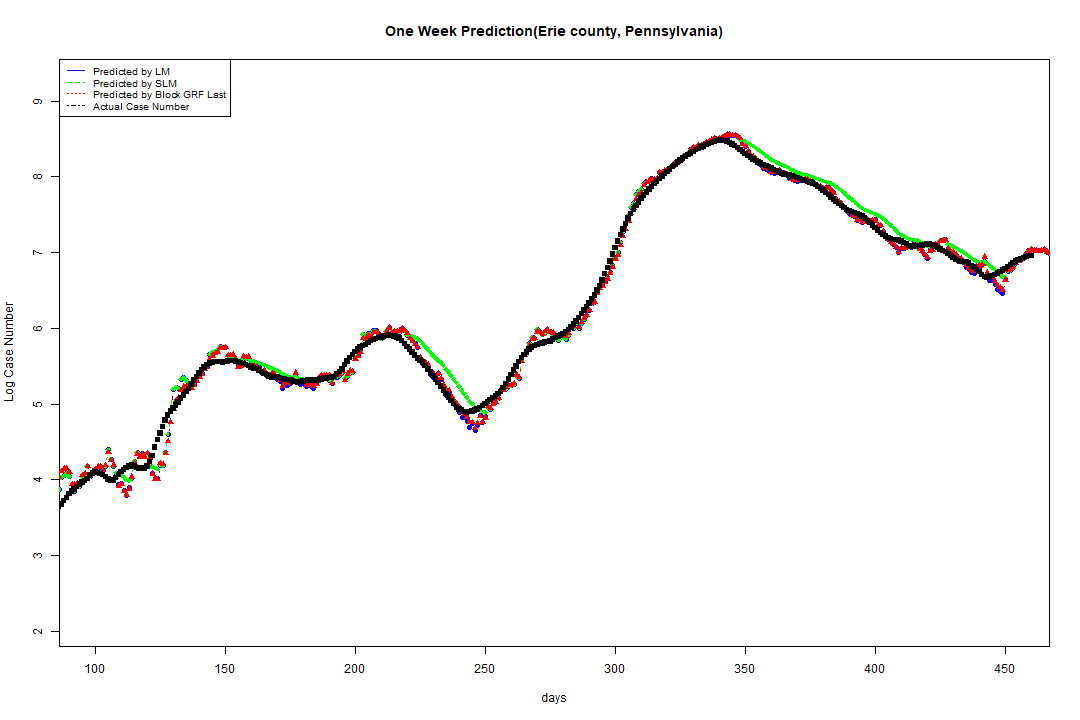 One Week Prediction(Erie county, Pennsylvania)
Predicted by LM
Predicted by SLM
Predicted by Block GRF Last
Actual Case Number
Log Case Number
9
8
7
6
5
4
3
2
100 150 200 250 300 350 400 450
days